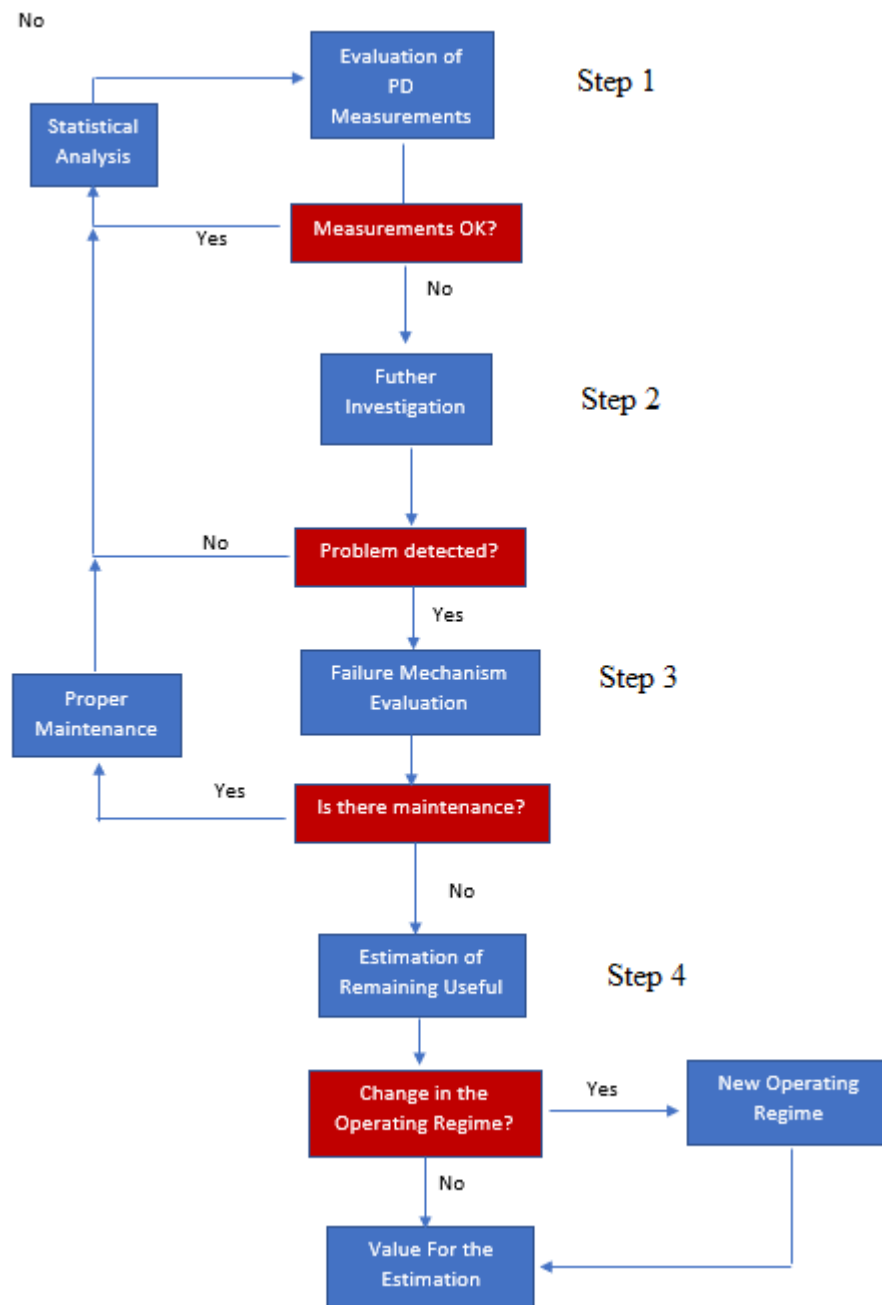 No
Evaluation of
PD
Measurements
Step 1
Statistical
Analysis
Measurements OK?
Yes
No
Futher
Investigation
Step 2
No
Problem detected?
Yes
Failure Mechanism
Evaluation
Step 3
Proper
Maintenance
Yes
Is there maintenance?
No
Estimation of
Remaining Useful
Step 4
Change in the
Operating Regime?
Yes
New Operating
Regime
No
Value For the
Estimation